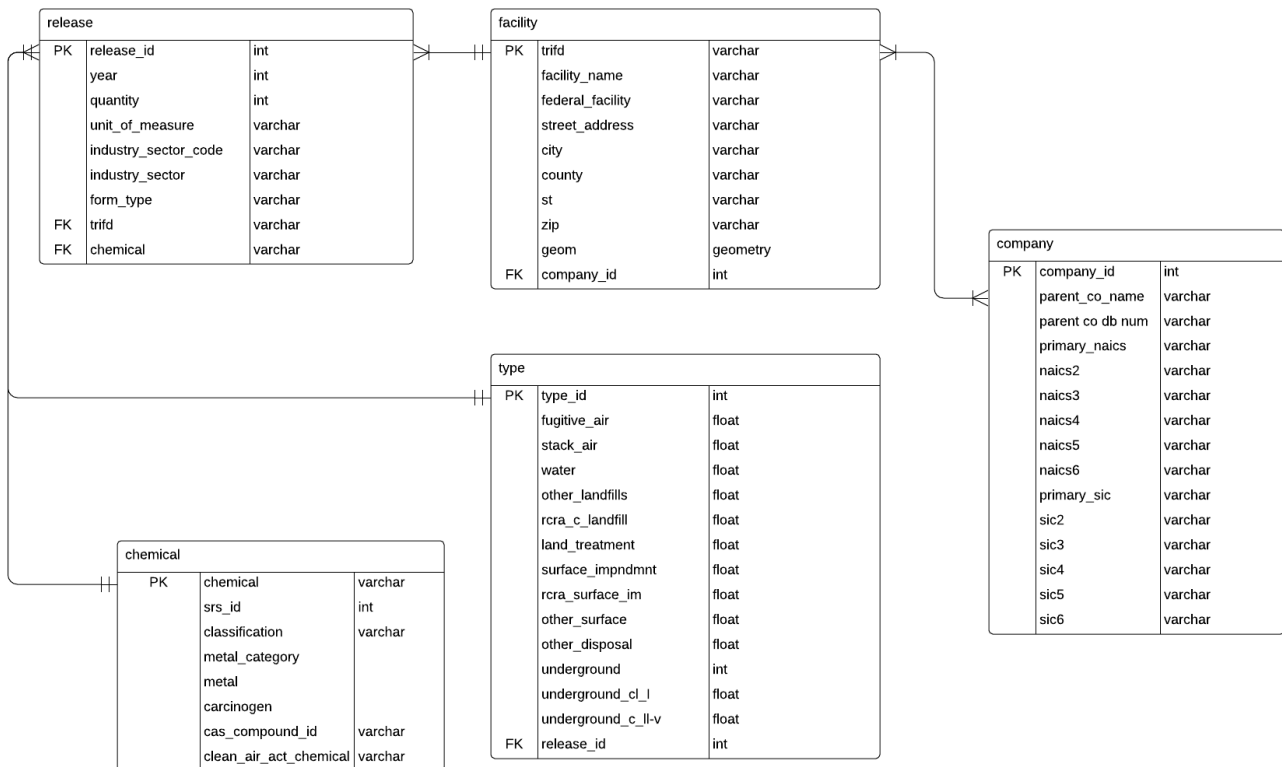 release
PK release_id int
year int
quantity int
unit_of_measure varchar
industry_sector_code varchar
industry_sector varchar
form_type varchar
FK trifd varchar
FK chemical varchar
facility
PK trifd varchar
facility_name varchar
federal_facility varchar
street_address varchar
city varchar
county varchar
st varchar
zip varchar
geom geometry
FK company_id int
company
PK company_id int
parent_co_name varchar
parent co db num varchar
primary_naics varchar
naics2 varchar
naics3 varchar
naics4 varchar
naics5 varchar
naics6 varchar
primary_sic varchar
sic2 varchar
sic3 varchar
sic4 varchar
sic5 varchar
sic6 varchar
type
PK type_id int
fugitive_air float
stack_air float
water float
other_landfills float
rcra_c_landfill float
land_treatment float
surface_impndmnt float
rcra_surface_im float
other_surface float
other_disposal float
underground int
underground_cl_I float
underground_c_II-v float
FK release_id int
chemical
PK chemical varchar
srs_id int
classification varchar
metal_category
metal
carcinogen
cas_compound_id varchar
clean_air_act_chemical varchar